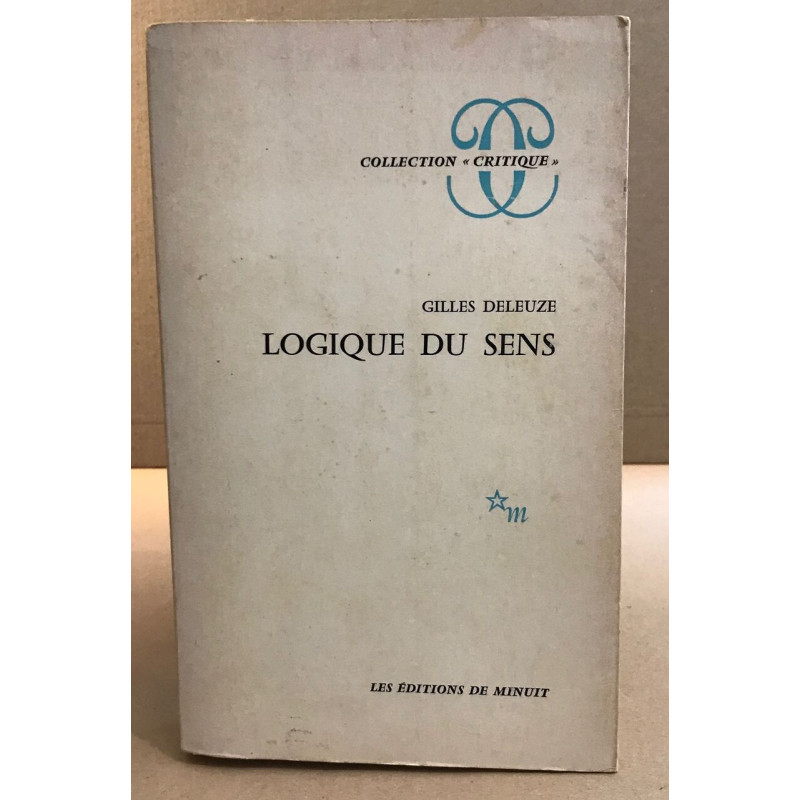 COLLECTION « CRITIQUE »
GILLES DELEUZE
LOGIQUE DU SENS
m
LES ÉDITIONS DE MINUIT